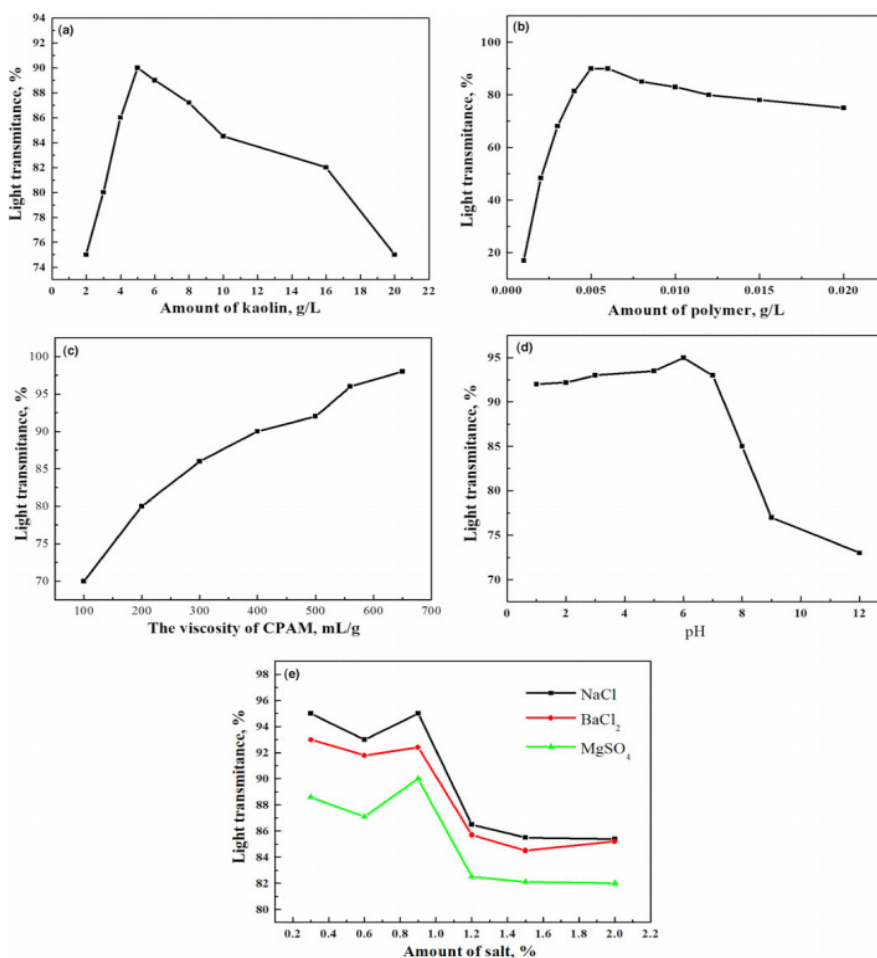 (a)
Light transmitance, %
94
92
90
88
86
84
82
80
78
76
74
0 2 4 6 8 10 12 14 16 18 20 22
Amount of kaolin, g/L
(b)
Light transmitance, %
100
80
60
40
20
0.000 0.005 0.010 0.015 0.020
Amount of polymer, g/L
(c)
Light transmitance, %
100
95
90
85
80
75
70
100 200 300 400 500 600 700
The viscosity of CPAM, mL/g
(d)
Light transmitance, %
95
90
85
80
75
70
0 2 4 6 8 10 12
pH
(e)
Light transmitance, %
98
96
94
92
90
88
86
84
82
80
NaCl
BaCl₂
MgSO₄
0.2 0.4 0.6 0.8 1.0 1.2 1.4 1.6 1.8 2.0 2.2
Amount of salt, %